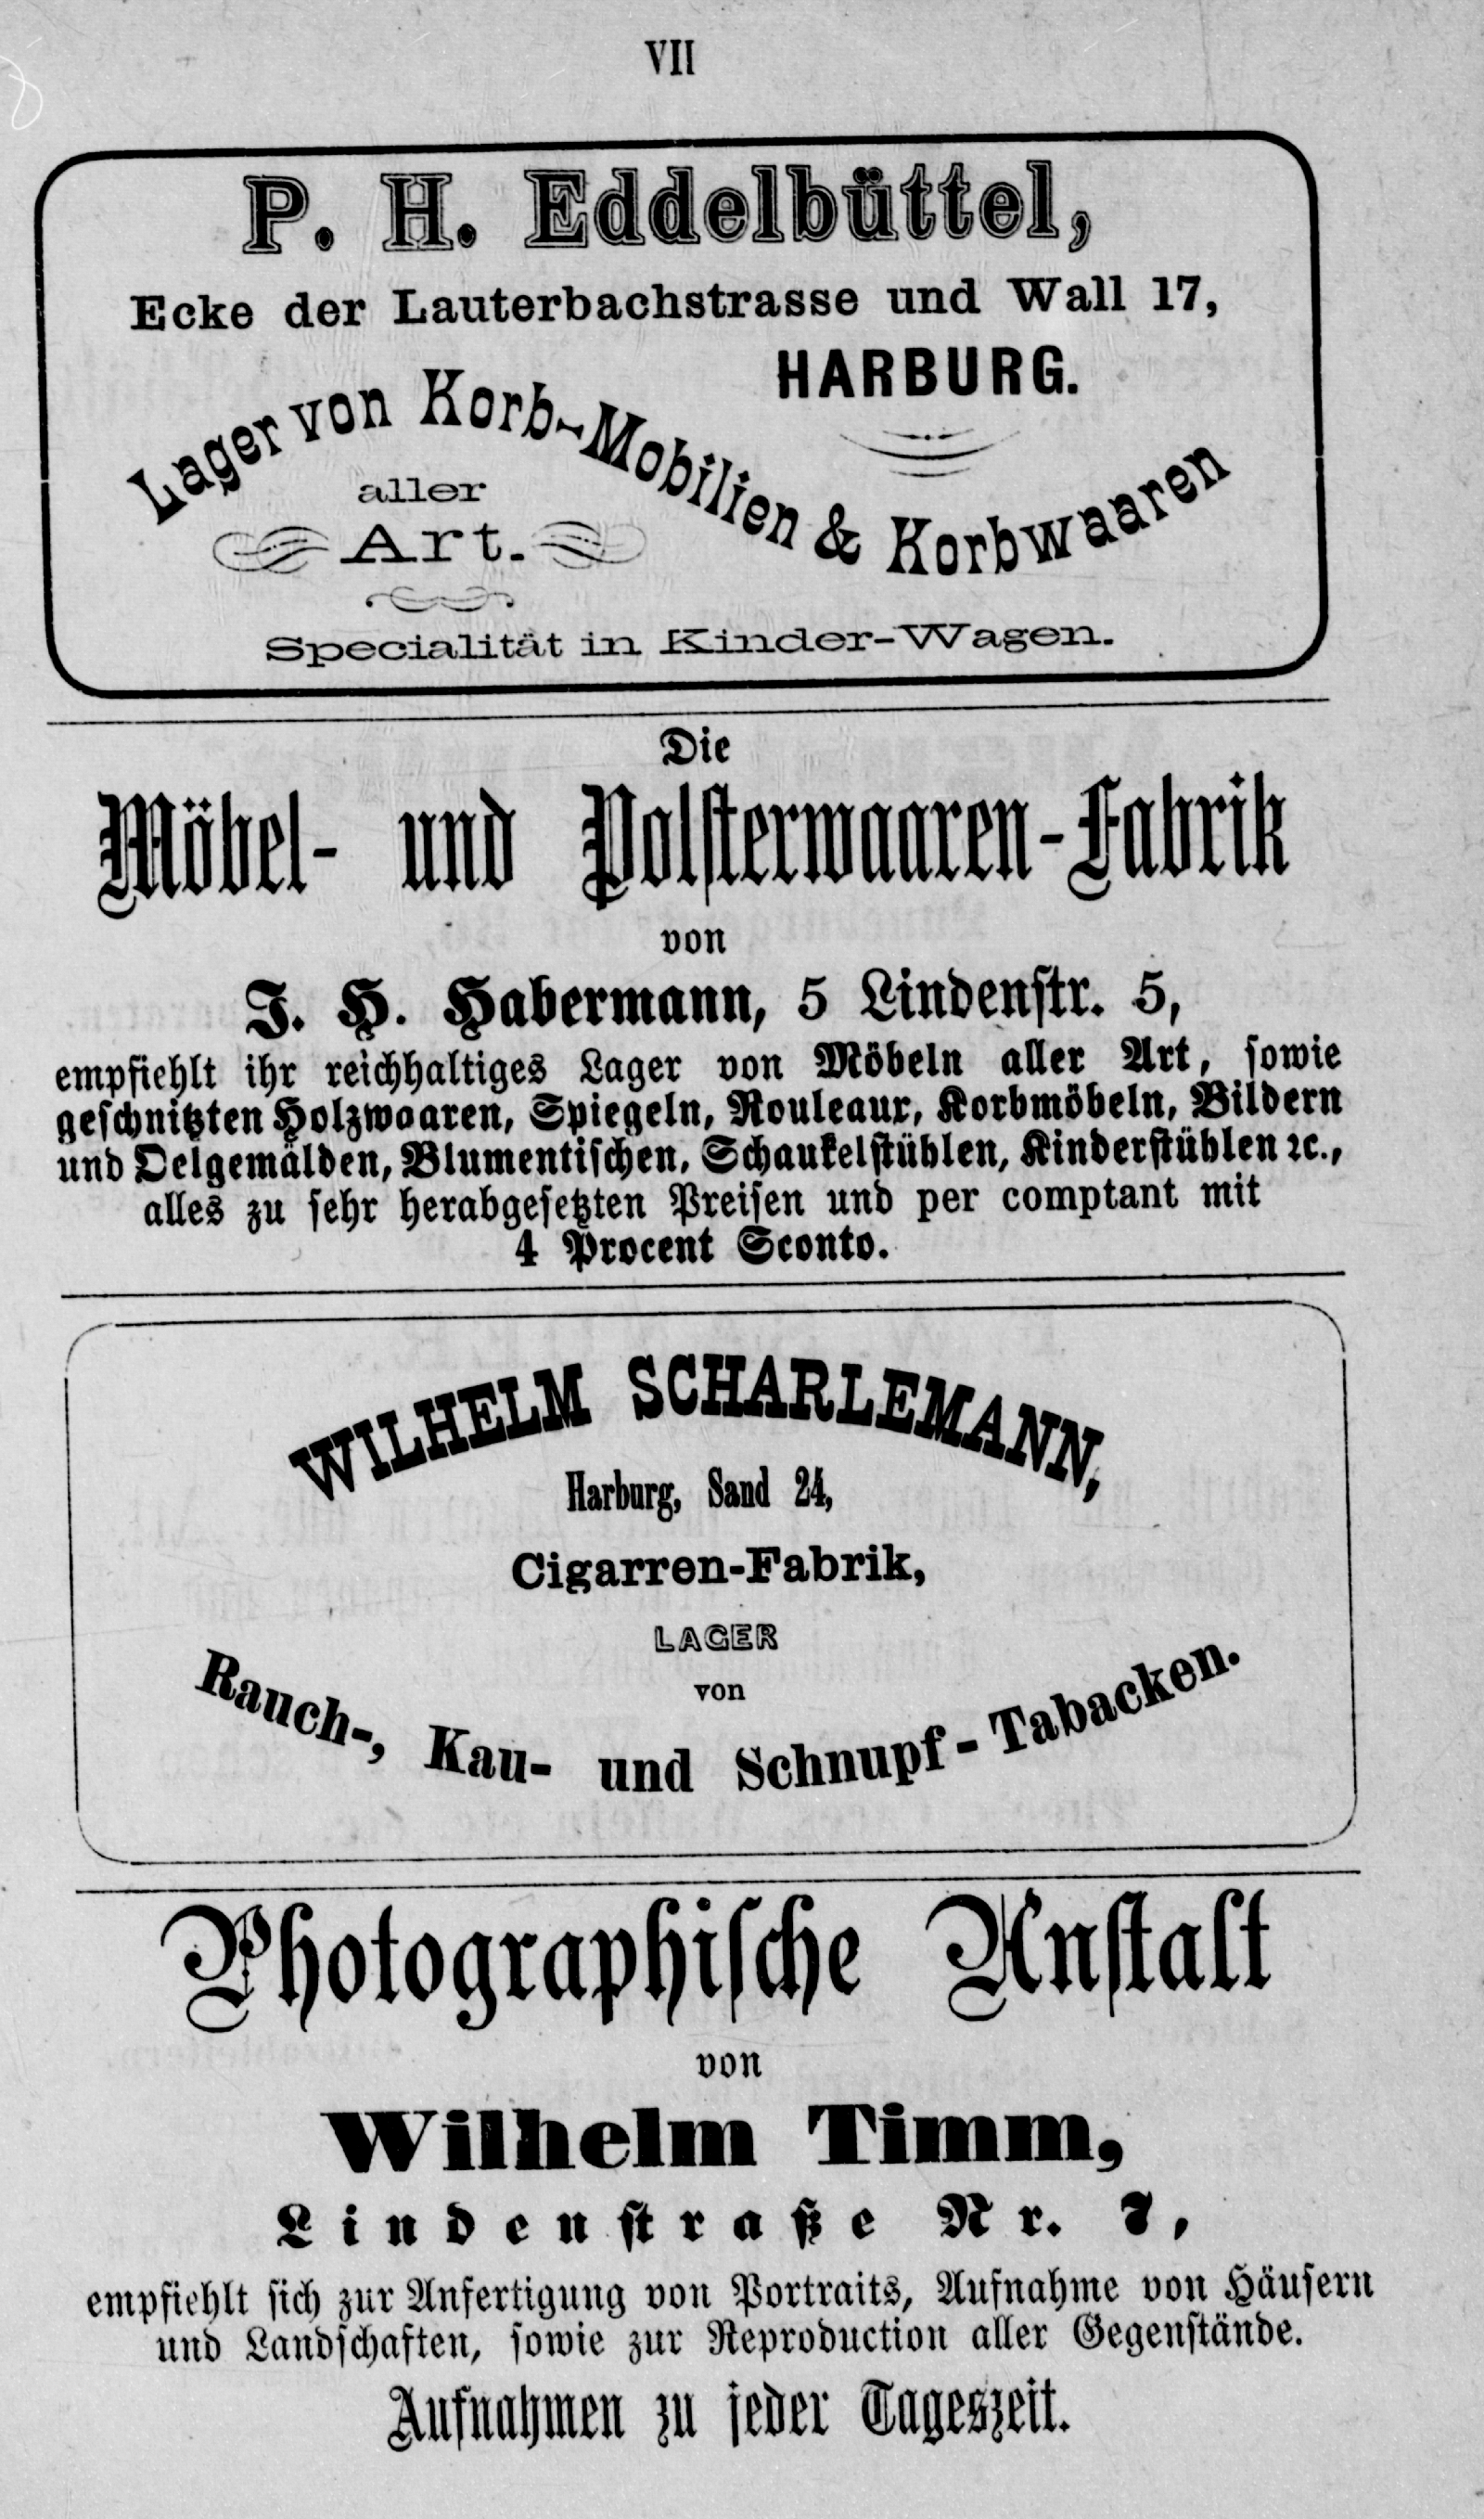 VII
P. H. Eddelbüttel,
Ecke der Lauterbachstrasse und Wall 17,
HARBURG.
Lager von Korb-Mobilien & Korbwaaren
aller
Art.
Specialität in Kinder-Wagen.
Die
Möbel- und Polsterwaaren-Fabrik
von
J. H. Habermann, 5 Lindenstr. 5,
empfiehlt ihr reichhaltiges Lager von Möbeln aller Art, sowie
geschnitzten Holzwaaren, Spiegeln, Rouleaux, Korbmöbeln, Bildern
und Oelgemälden, Blumentischen, Schaukelstühlen, Kinderstühlen ꝛc.,
alles zu sehr herabgesetzten Preisen und per comptant mit
4 Procent Sconto.
WILHELM SCHARLEMANN,
Harburg, Sand 24,
Cigarren-Fabrik,
LAGER
von
Rauch-, Kau- und Schnupf-Tabacken.
Photographische Anstalt
von
Wilhelm Timm,
Lindenstraße Nr. 7,
empfiehlt sich zur Anfertigung von Portraits, Aufnahme von Häusern
und Landschaften, sowie zur Reproduction aller Gegenstände.
Aufnahmen zu jeder Tageszeit.